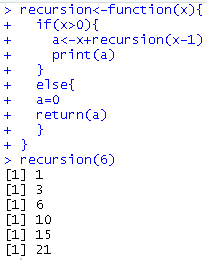 > recursion<-function(x){
+   if(x>0){
+     a<-x+recursion(x-1)
+     print(a)
+   }
+   else{
+   a=0
+   return(a)
+   }
+ }
> recursion(6)
[1] 1
[1] 3
[1] 6
[1] 10
[1] 15
[1] 21